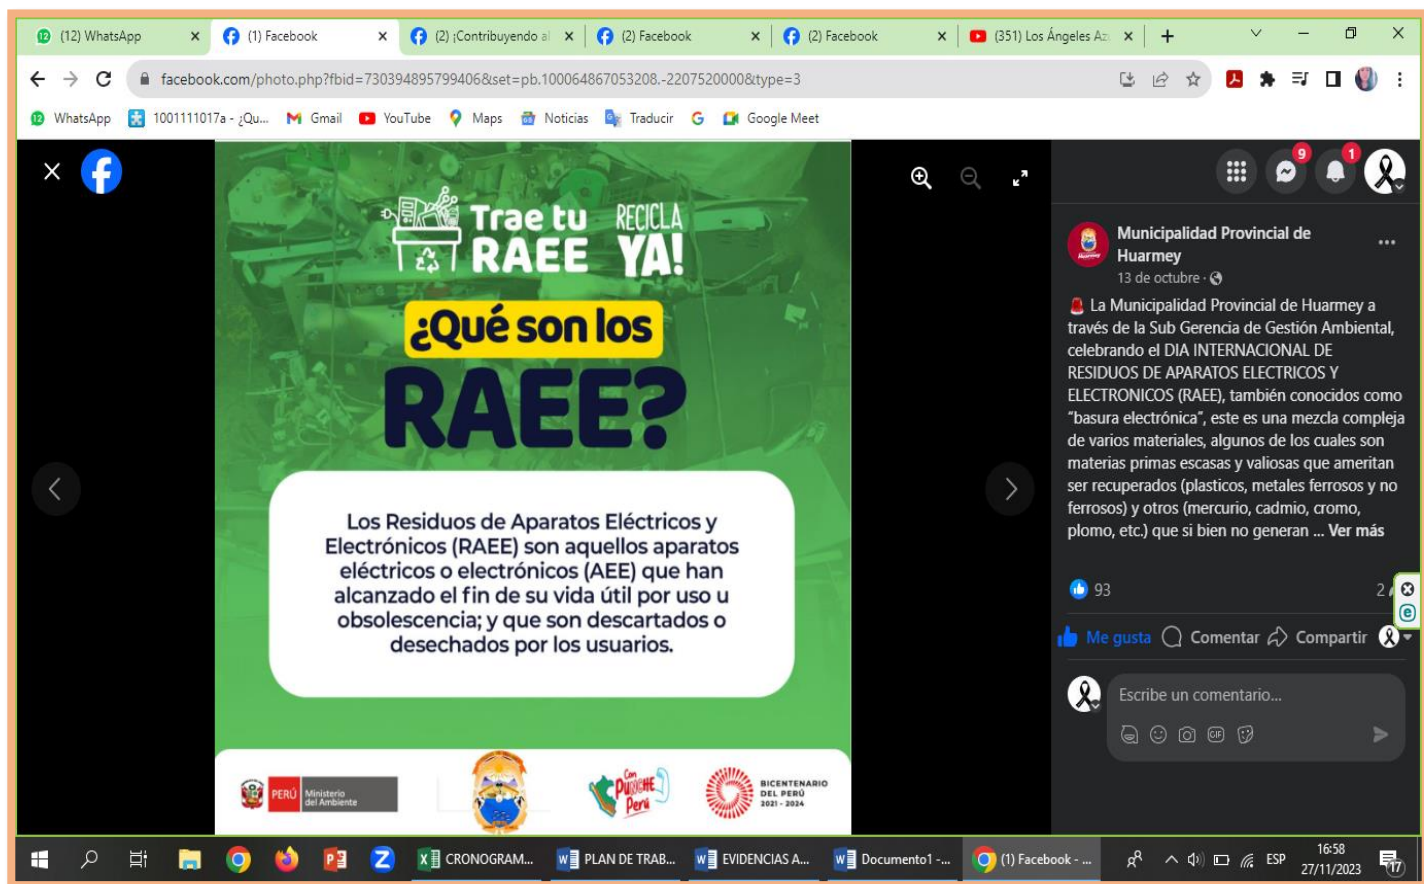 (12) WhatsApp
(1) Facebook
(2) ¡Contribuyendo al
(2) Facebook
(2) Facebook
(351) Los Ángeles Az
facebook.com/photo.php?fbid=730394895799406&set=pb.100064867053208.-2207520000&type=3
WhatsApp
1001111017a - ¿Qu...
Gmail
YouTube
Maps
Noticias
Traducir
Google Meet
Trae tu
RAEE
RECICLA
YA!
¿Qué son los
RAEE?
Los Residuos de Aparatos Eléctricos y
Electrónicos (RAEE) son aquellos aparatos
eléctricos o electrónicos (AEE) que han
alcanzado el fin de su vida útil por uso u
obsolescencia; y que son descartados o
desechados por los usuarios.
PERÚ
Ministerio
del Ambiente
Con
PUNCHE
Perú
BICENTENARIO
DEL PERÚ
2021 - 2024
9
1
Municipalidad Provincial de
Huarmey
13 de octubre ·
La Municipalidad Provincial de Huarmey a
través de la Sub Gerencia de Gestión Ambiental,
celebrando el DIA INTERNACIONAL DE
RESIDUOS DE APARATOS ELECTRICOS Y
ELECTRONICOS (RAEE), también conocidos como
“basura electrónica”, este es una mezcla compleja
de varios materiales, algunos de los cuales son
materias primas escasas y valiosas que ameritan
ser recuperados (plasticos, metales ferrosos y no
ferrosos) y otros (mercurio, cadmio, cromo,
plomo, etc.) que si bien no generan ... Ver más
93
2
Me gusta
Comentar
Compartir
Escribe un comentario...
GIF
CRONOGRAM...
PLAN DE TRAB...
EVIDENCIAS A...
Documento1 -...
(1) Facebook - ...
ESP
16:58
27/11/2023
17